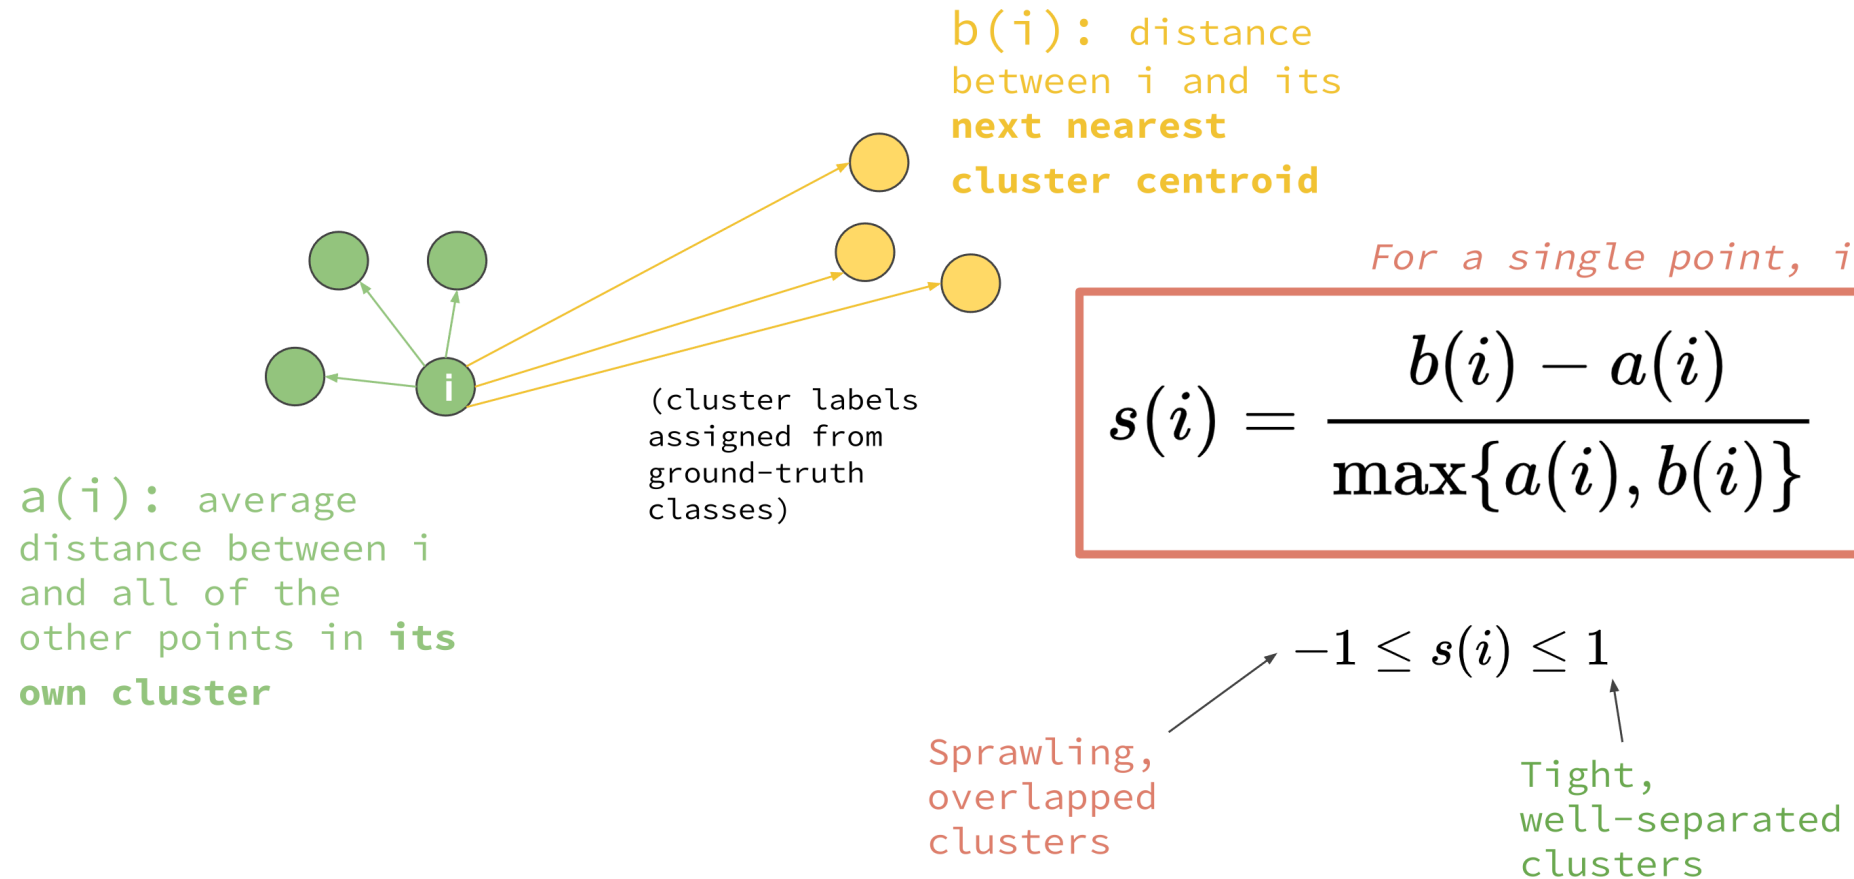 b(i): distance
between i and its
next nearest
cluster centroid
For a single point, i
i
(cluster labels
assigned from
ground-truth
classes)
s(i) = \frac{b(i) - a(i)}{\max\{a(i), b(i)\}}
a(i): average
distance between i
and all of the
other points in its
own cluster
−1 ≤ s(i) ≤ 1
Sprawling,
overlapped
clusters
Tight,
well-separated
clusters